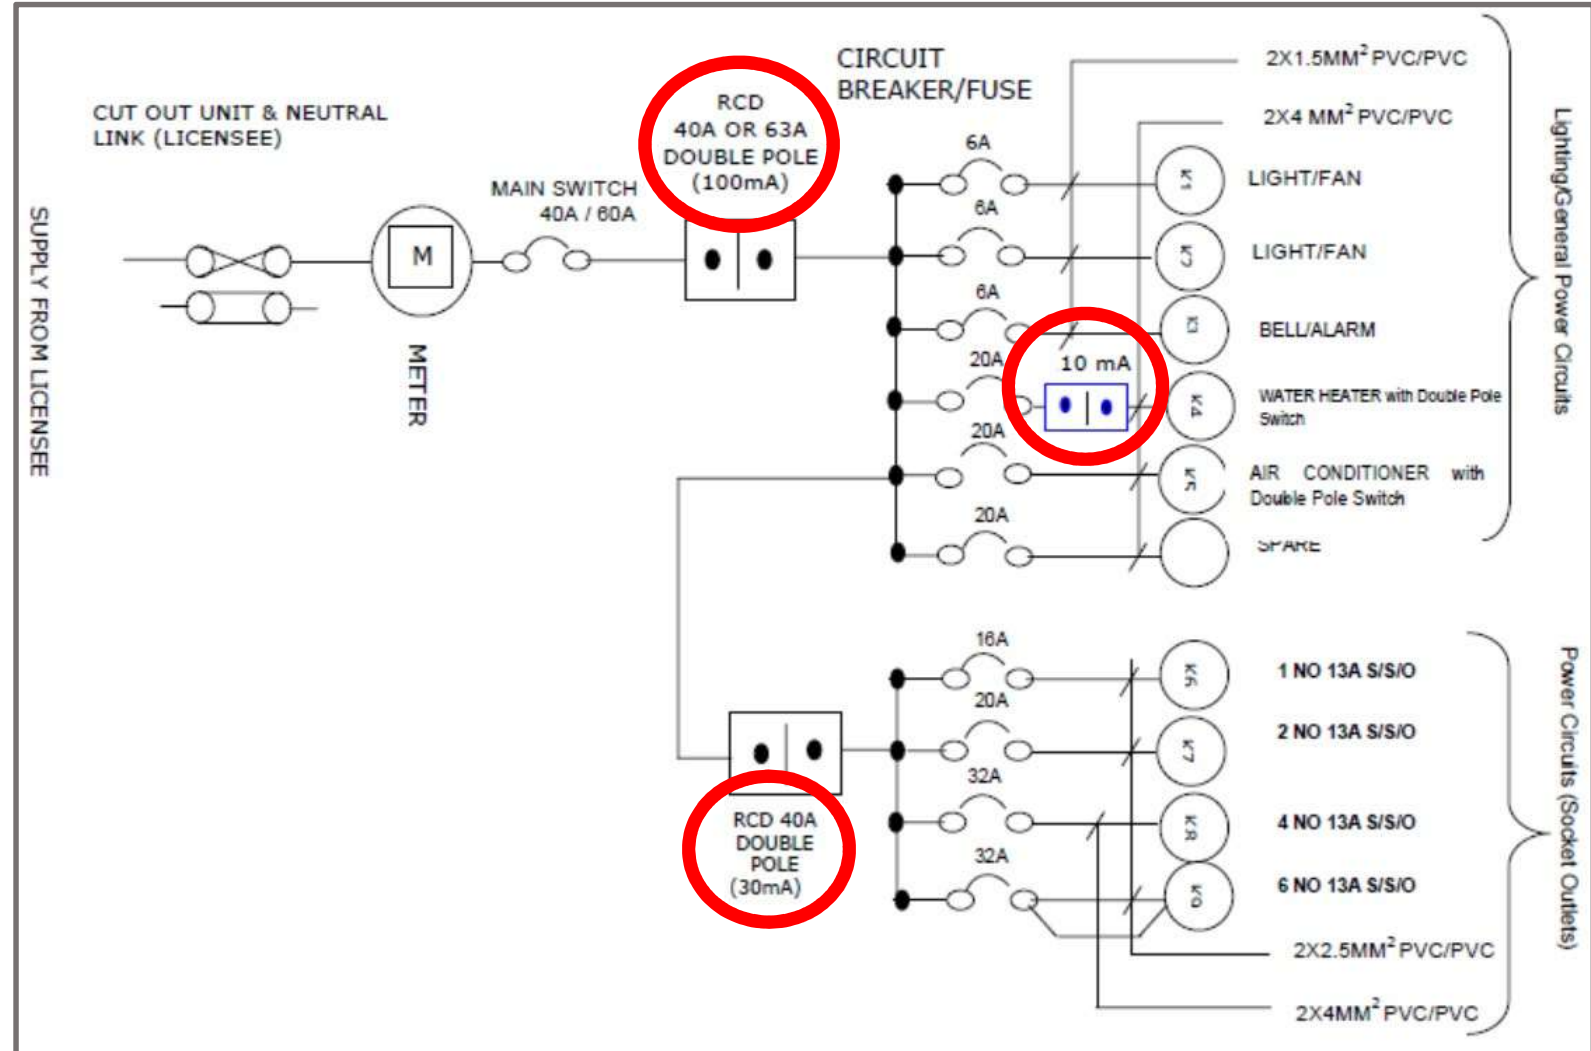 CUT OUT UNIT & NEUTRAL
LINK (LICENSEE)
SUPPLY FROM LICENSEE
M
METER
MAIN SWITCH
40A / 60A
RCD
40A OR 63A
DOUBLE POLE
(100mA)
CIRCUIT
BREAKER/FUSE
2X1.5MM² PVC/PVC
2X4 MM² PVC/PVC
6A
K1
LIGHT/FAN
6A
K2
LIGHT/FAN
6A
K3
BELL/ALARM
20A
10 mA
K4
WATER HEATER with Double Pole
Switch
20A
K5
AIR CONDITIONER with
Double Pole Switch
20A
SPARE
Lighting/General Power Circuits
RCD 40A
DOUBLE
POLE
(30mA)
16A
K6
1 NO 13A S/S/O
20A
K7
2 NO 13A S/S/O
32A
K8
4 NO 13A S/S/O
32A
K9
6 NO 13A S/S/O
2X2.5MM² PVC/PVC
2X4MM² PVC/PVC
Power Circuits (Socket Outlets)